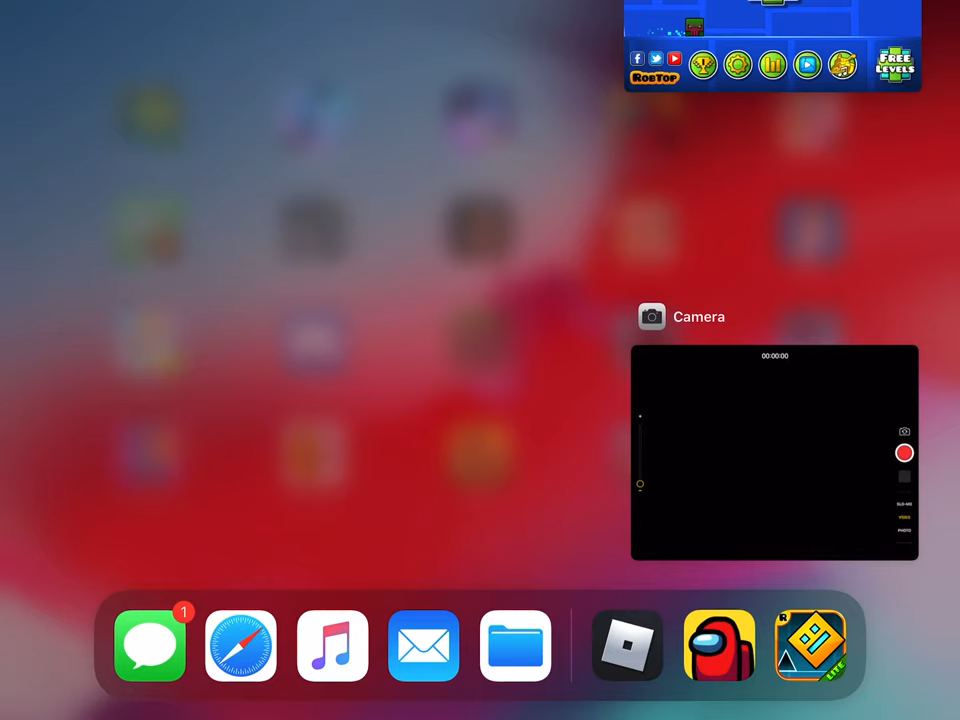 f
FREE
LEVELS
RobTop
Camera
00:00:00
SLO-MO
VIDEO
PHOTO
1
R
LITE